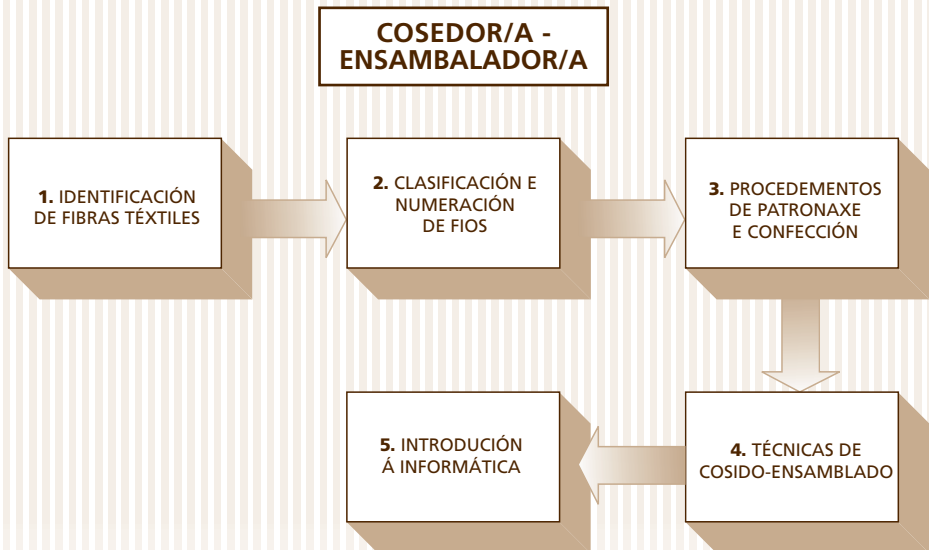 COSEDOR/A -
ENSAMBALADOR/A
1. IDENTIFICACIÓN
DE FIBRAS TÉXTILES
2. CLASIFICACIÓN E
NUMERACIÓN
DE FIOS
3. PROCEDEMENTOS
DE PATRONAXE
E CONFECCIÓN
4. TÉCNICAS DE
COSIDO-ENSAMBLADO
5. INTRODUCIÓN
Á INFORMÁTICA